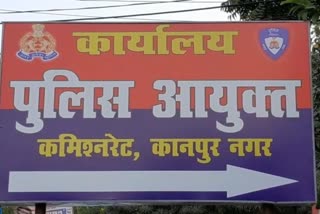 कार्यालय
पुलिस आयुक्त
कमिश्नरेट, कानपुर नगर